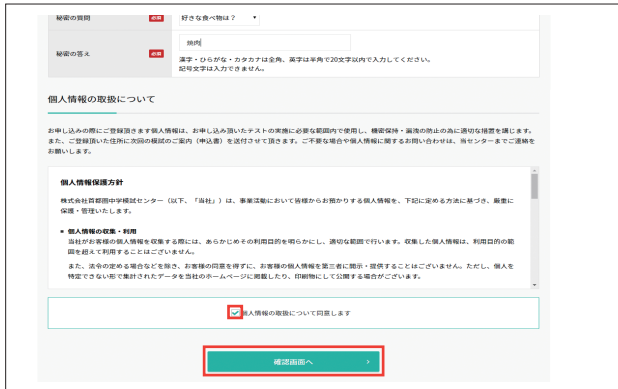 秘密の質問
必須
好きな食べ物は？
秘密の答え
必須
焼肉
漢字・ひらがな・カタカナは全角、英字は半角で20文字以内で入力してください。
記号文字は入力できません。
個人情報の取扱について
お申し込みの際にご登録頂きます個人情報は、お申し込み頂いたテストの実施に必要な範囲内で使用し、機密保持・漏洩の防止の為に適切な措置を講じます。
また、ご登録頂いた住所に次回の模試のご案内（申込書）を送付させて頂きます。ご不要な場合や個人情報に関するお問い合わせは、当センターまでご連絡を
お願いします。
個人情報保護方針
株式会社首都圏中学模試センター（以下、「当社」）は、事業活動において皆様からお預かりする個人情報を、下記に定める方法に基づき、厳重に
保護・管理いたします。
■ 個人情報の収集・利用
当社がお客様の個人情報を収集する際には、あらかじめその利用目的を明らかにし、適切な範囲で行います。収集した個人情報は、利用目的の範
囲を超えて利用することはございません。
また、法令の定める場合などを除き、お客様の同意を得ずに、お客様の個人情報を第三者に開示・提供することはございません。ただし、個人を
特定できない形で集計されたデータを当社のホームページに掲載したり、印刷物にして公開する場合がございます。
個人情報の取扱について同意します
確認画面へ